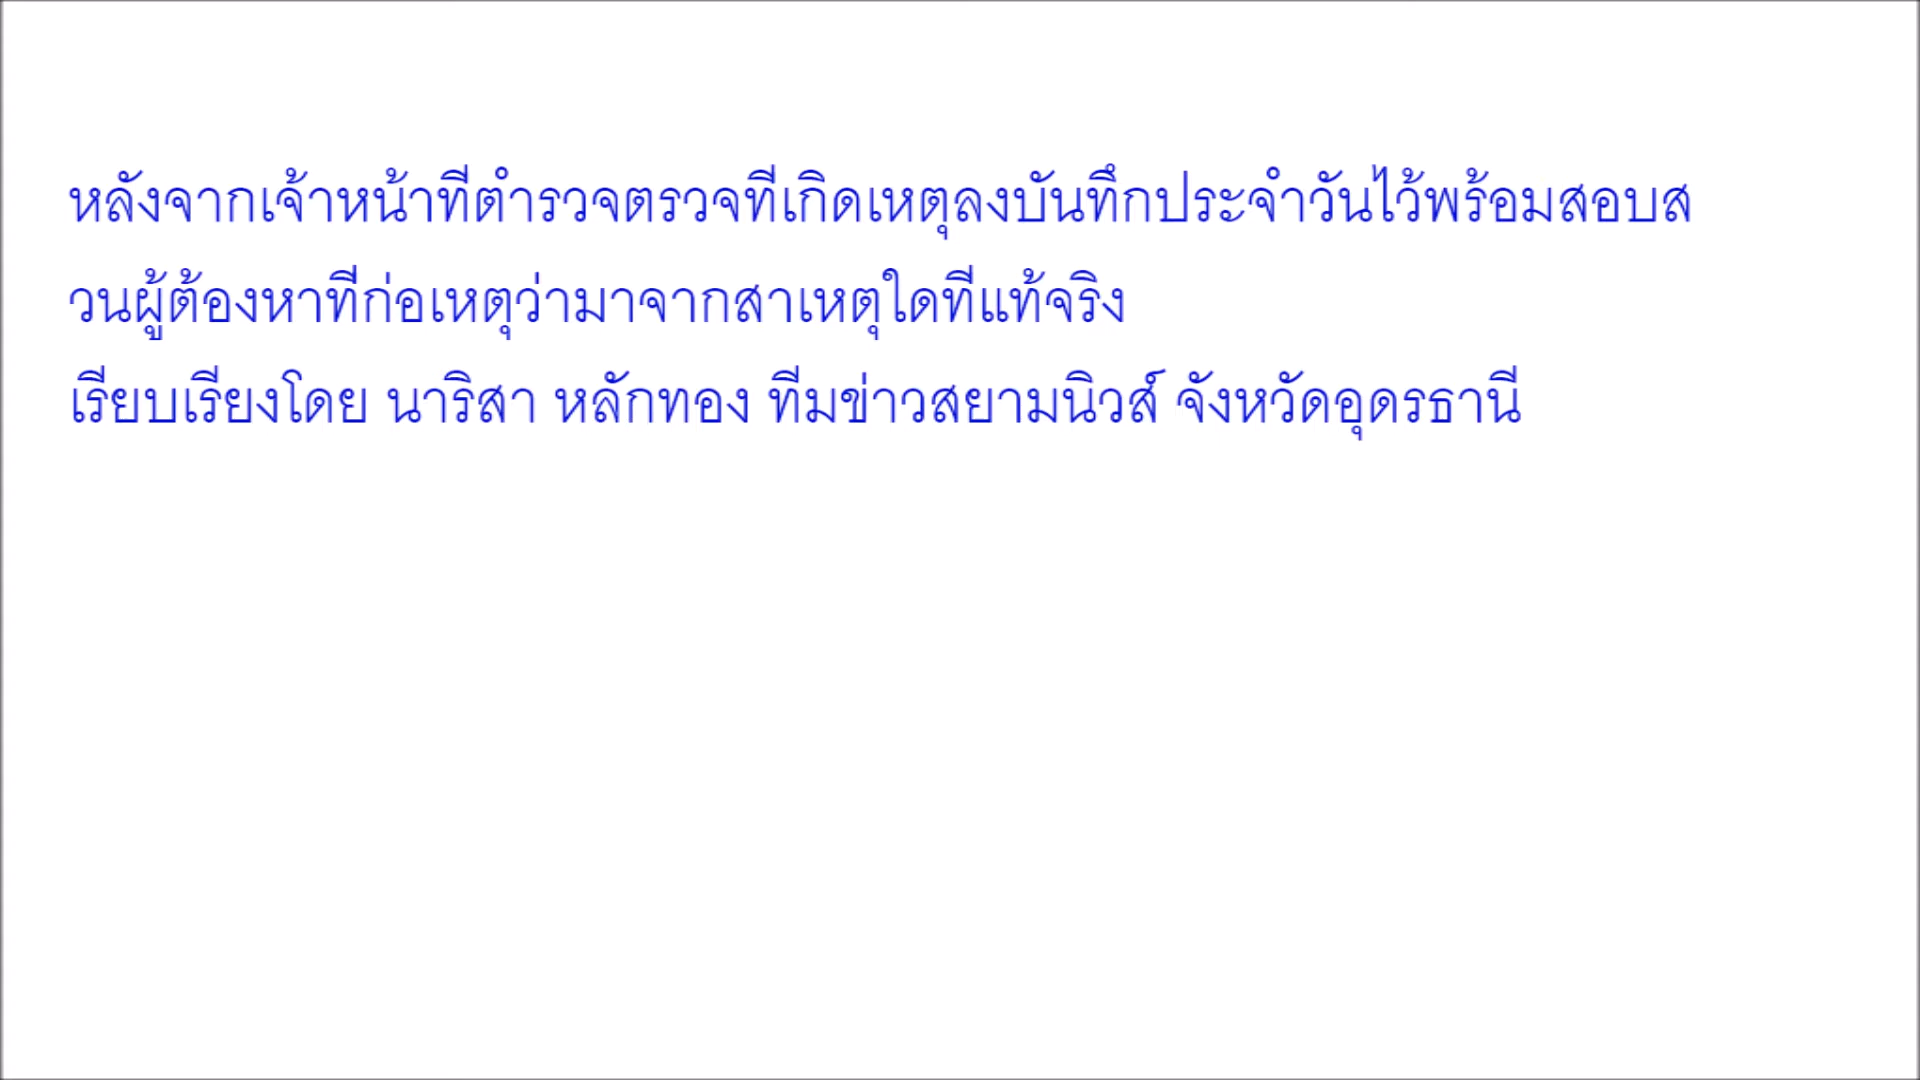 หลังจากเจ้าหน้าที่ตำรวจตรวจที่เกิดเหตุลงบันทึกประจำวันไว้พร้อมสอบส
วนผู้ต้องหาที่ก่อเหตุว่ามาจากสาเหตุใดที่แท้จริง
เรียบเรียงโดย นาริสา หลักทอง ทีมข่าวสยามนิวส์ จังหวัดอุดรธานี